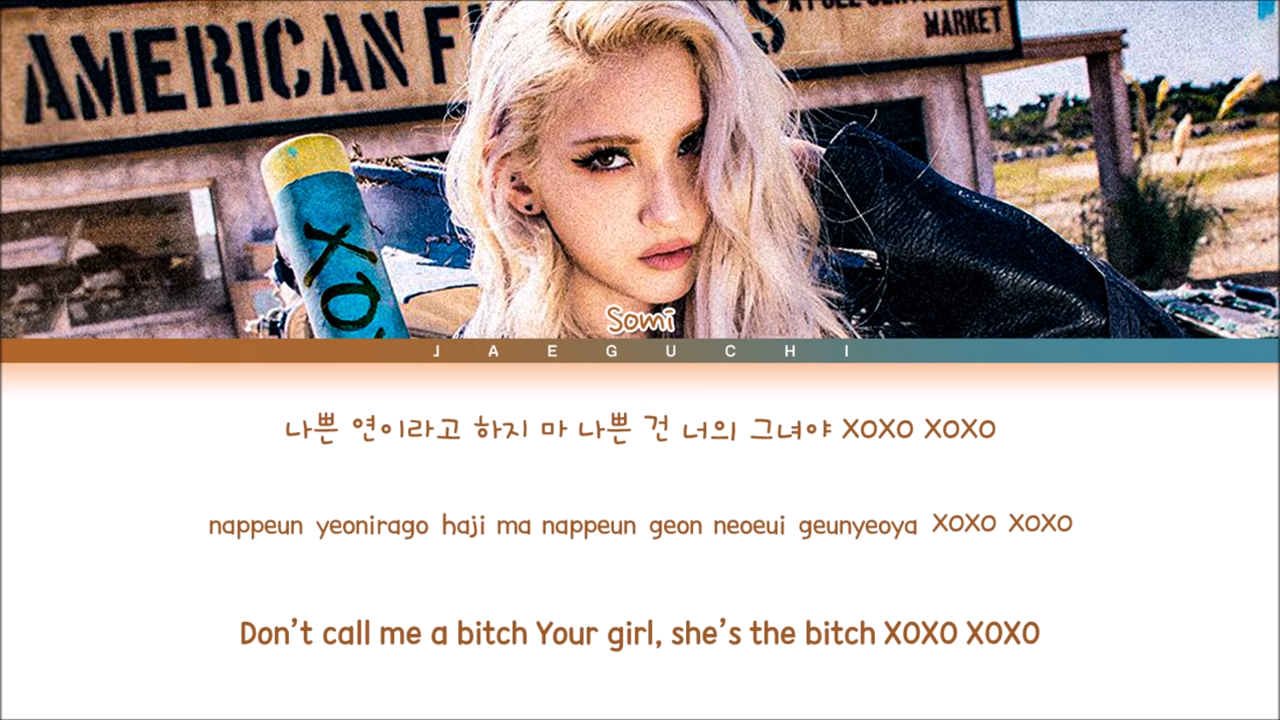 AMERICAN F
MARKET
XO
Somi
JAEGUCHI
나쁜 연이라고 하지 마 나쁜 건 너의 그녀야 XOXO XOXO
nappeun yeonirago haji ma nappeun geon neoeui geunyeoya XOXO XOXO
Don't call me a bitch Your girl, she's the bitch XOXO XOXO